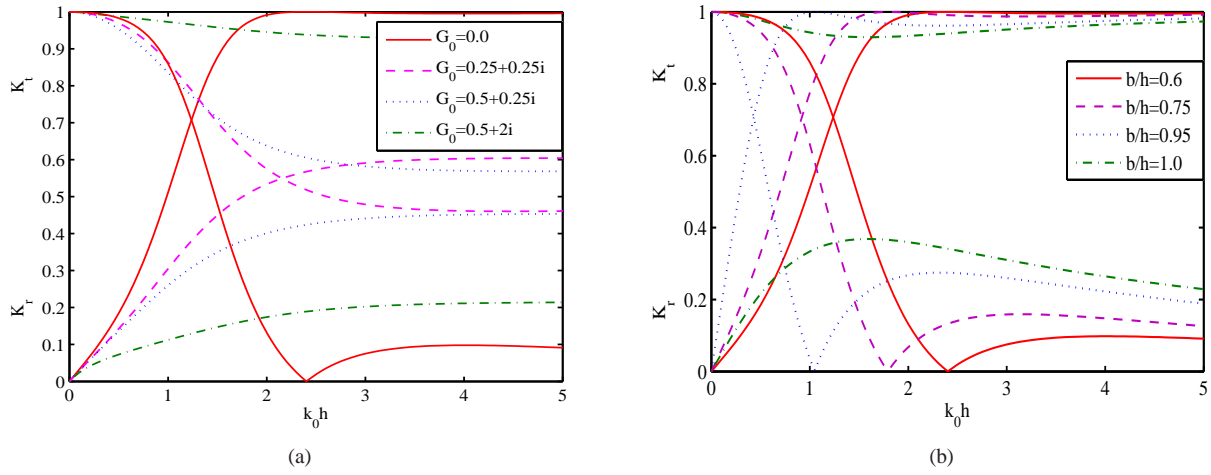 1
0.9
0.8
0.7
0.6
0.5
0.4
0.3
0.2
0.1
0
K_t
K_r
G_0=0.0
G_0=0.25+0.25i
G_0=0.5+0.25i
G_0=0.5+2i
0 1 2 3 4 5
k_0h
(a)
1
0.8
0.6
0.4
0.2
0
K_t
K_r
b/h=0.6
b/h=0.75
b/h=0.95
b/h=1.0
0 1 2 3 4 5
k_0h
(b)